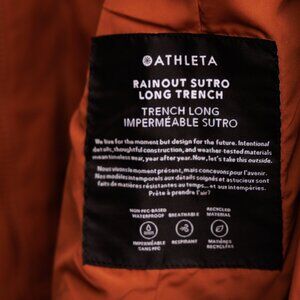 ATHLETA
RAINOUT SUTRO
LONG TRENCH
TRENCH LONG
IMPERMÉABLE SUTRO
We live for the moment but design for the future. Intentional
details, thoughtful construction, and weather-tested materials
mean timeless wear, year after year. Now, let's take this outside.
Nous vivons le moment présent, mais concevons pour l'avenir.
Nos modèles intemporels aux détails soignés et astucieux sont
faits de matières résistantes au temps... et aux intempéries.
Prête à prendre l'air?
NON PFC-BASED
WATERPROOF
BREATHABLE
RECYCLED
MATERIAL
IMPERMÉABLE
SANS PFC
RESPIRANT
MATIÈRES
RECYCLÉES